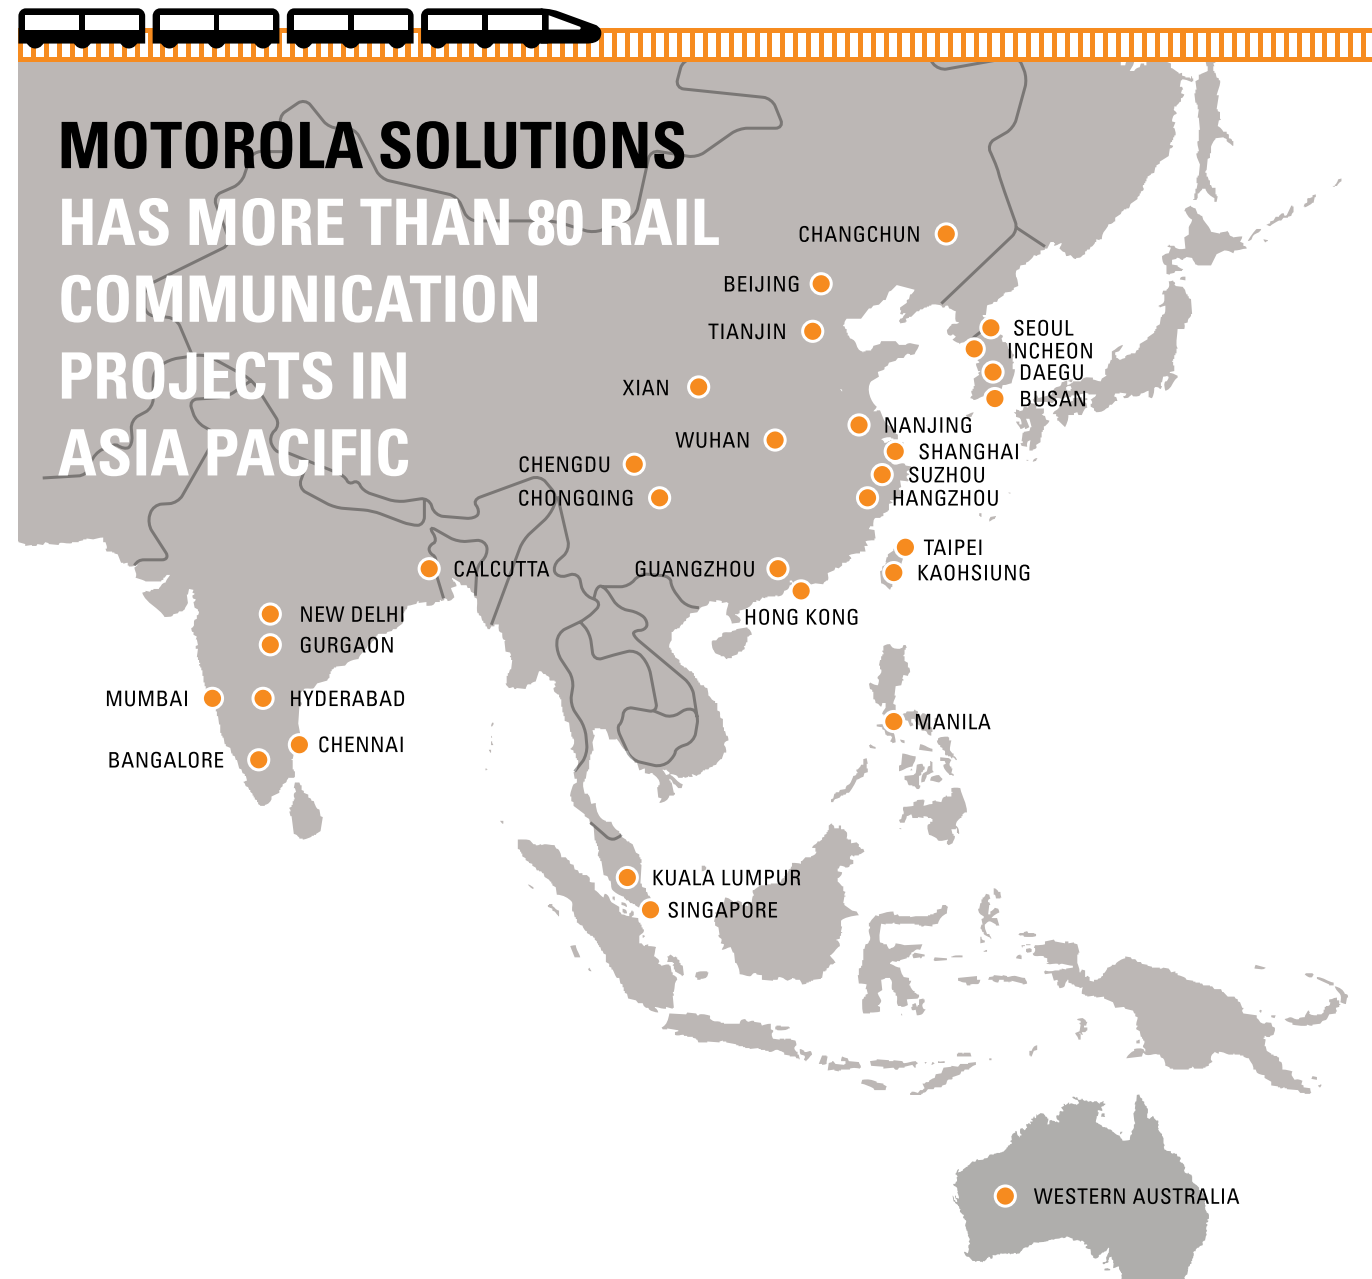 MOTOROLA SOLUTIONS
HAS MORE THAN 80 RAIL
COMMUNICATION
PROJECTS IN
ASIA PACIFIC
CHANGCHUN
BEIJING
TIANJIN
SEOUL
INCHEON
DAEGU
XIAN
BUSAN
NANJING
WUHAN
SHANGHAI
CHENGDU
SUZHOU
CHONGQING
HANGZHOU
TAIPEI
CALCUTTA
GUANGZHOU
KAOHSIUNG
NEW DELHI
HONG KONG
GURGAON
MUMBAI
HYDERABAD
MANILA
CHENNAI
BANGALORE
KUALA LUMPUR
SINGAPORE
WESTERN AUSTRALIA